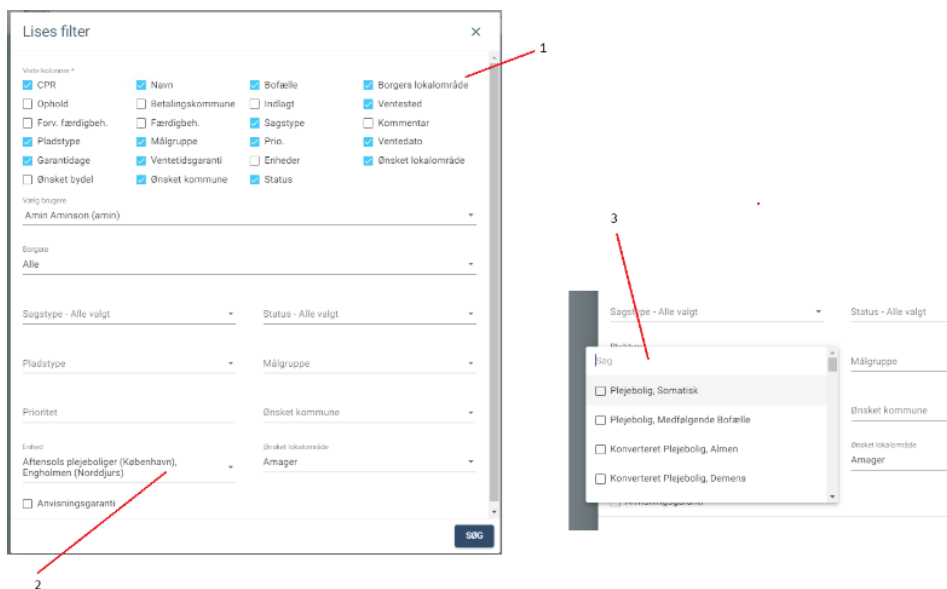 Lises filter
1
Viste kolonner *
CPR Navn Bofælle Borgers lokalområde
Ophold Betalingskommune Indlagt Ventested
Forv. færdigbeh. Færdigbeh. Sagstype Kommentar
Pladstype Målgruppe Prio. Ventedato
Garantidage Ventetidsgaranti Enheder Ønsket lokalområde
Ønsket bydel Ønsket kommune Status
Vælg brugere
Amin Aminson (amin)
Borgere
Alle
Sagstype - Alle valgt Status - Alle valgt
Pladstype Målgruppe
Prioritet Ønsket kommune
Enhed Ønsket lokalområde
Aftensols plejeboliger (København), Amager
Engholmen (Norddjurs)
Anvisningsgaranti
SØG
2
3
Sagstype - Alle valgt Status - Alle valgt
Søg
Målgruppe
Plejebolig, Somatisk
Plejebolig, Medfølgende Bofælle
Ønsket kommune
Konverteret Plejebolig, Almen
Ønsket lokalområde
Amager
Konverteret Plejebolig, Demens